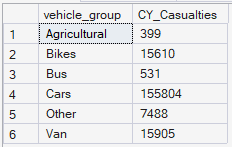 vehicle_group CY_Casualties
1 Agricultural 399
2 Bikes 15610
3 Bus 531
4 Cars 155804
5 Other 7488
6 Van 15905